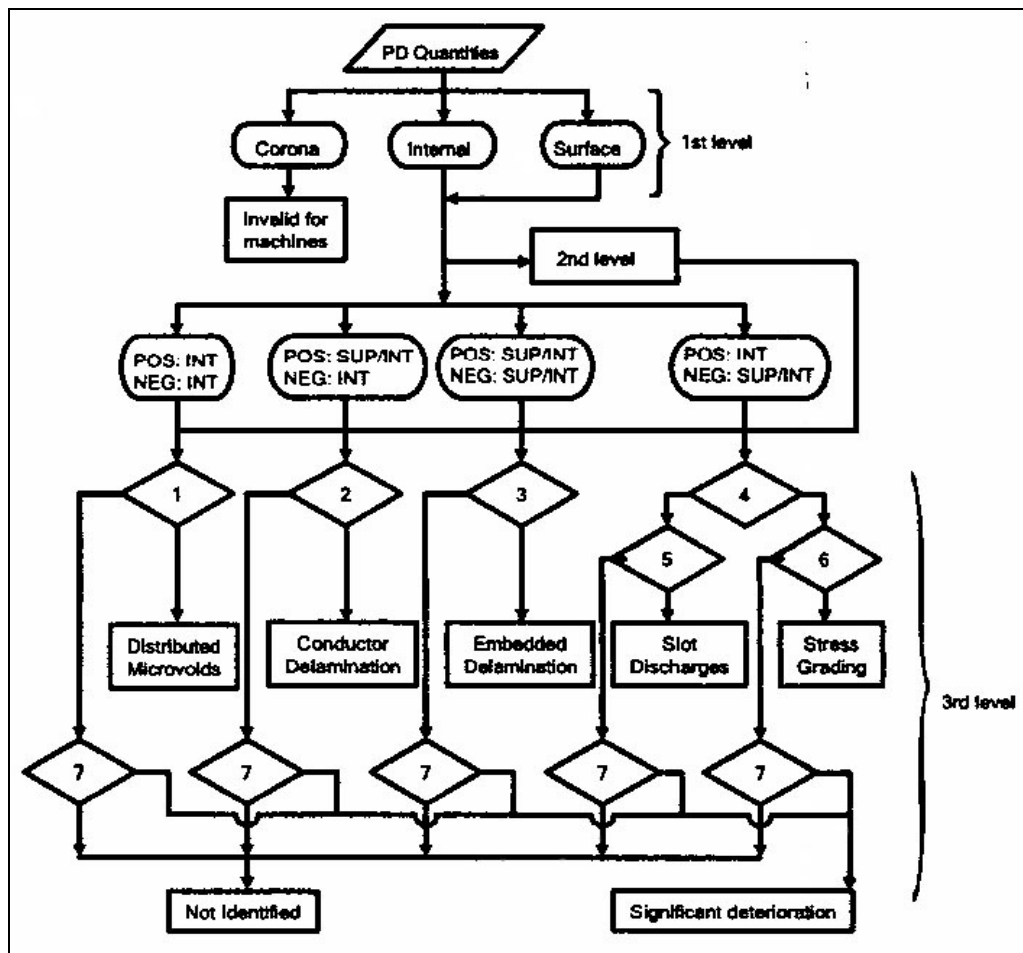 PD Quantities
Corona
Internal
Surface
1st level
Invalid for
machines
2nd level
POS: INT
NEG: INT
POS: SUP/INT
NEG: INT
POS: SUP/INT
NEG: SUP/INT
POS: INT
NEG: SUP/INT
1
2
3
4
5
6
Distributed
Microvoids
Conductor
Delamination
Embedded
Delamination
Slot
Discharges
Stress
Grading
3rd level
7
7
7
7
7
Not Identified
Significant deterioration